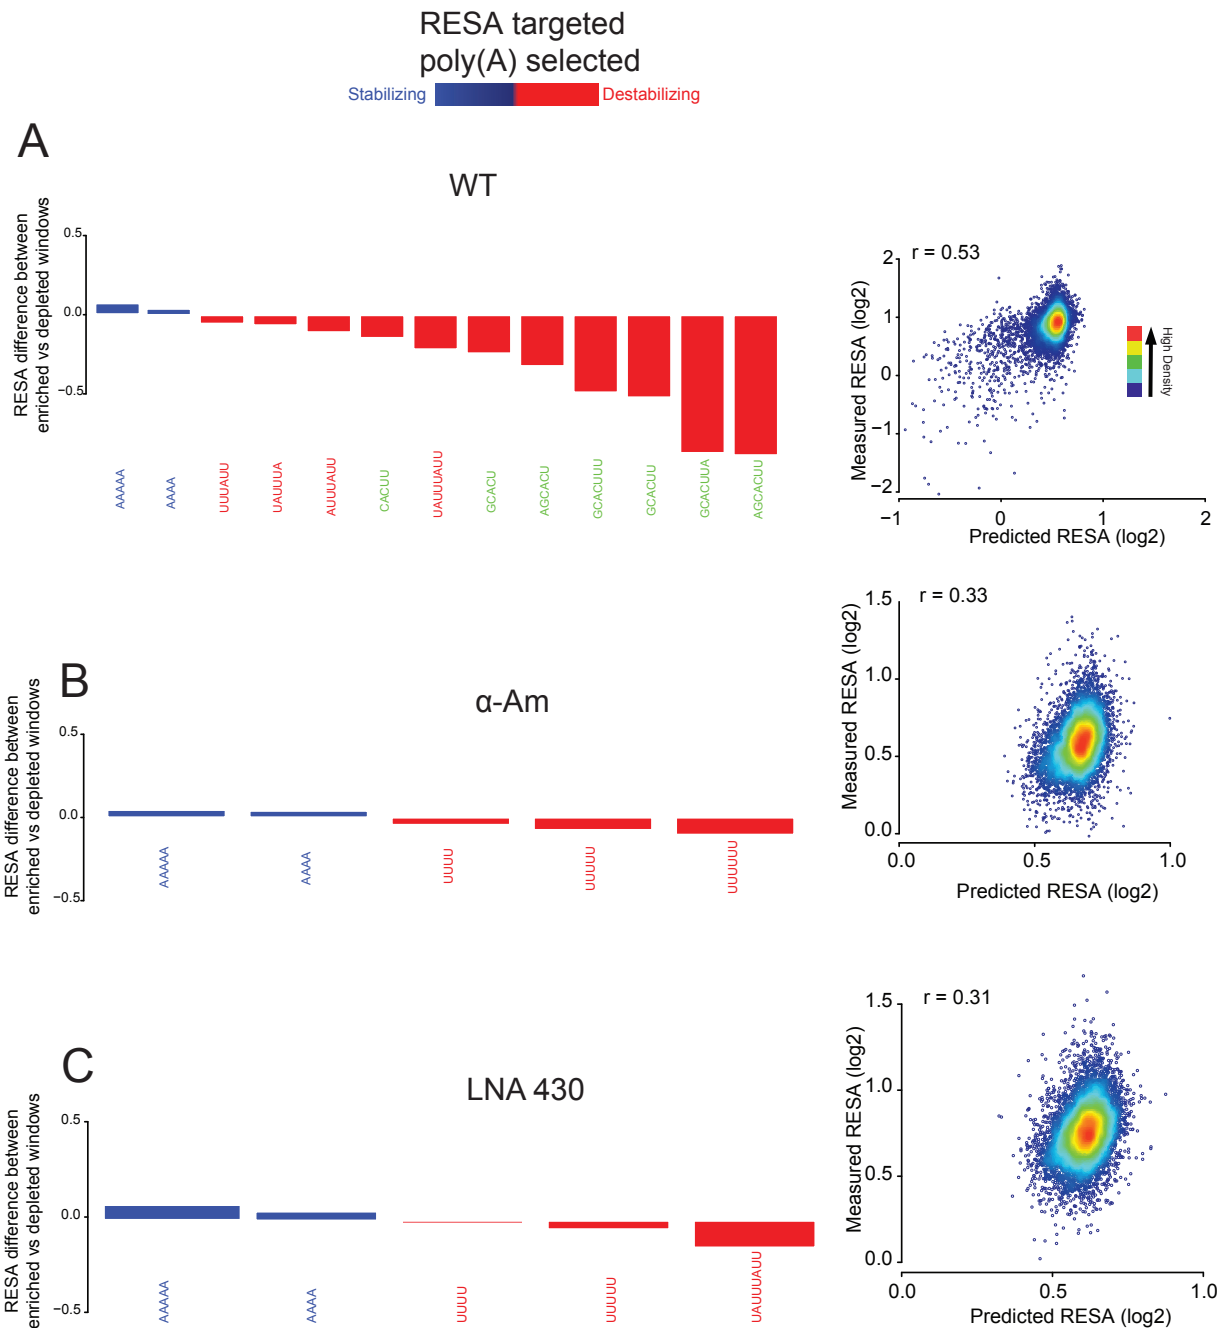 RESA targeted
poly(A) selected
Stabilizing
Destabilizing
A
WT
RESA difference between
enriched vs depleted windows
0.5
0.0
−0.5
AAAAA
AAAA
UUUAUU
UAUUUA
AUUUAUU
CACUU
UAUUUAUU
GCACU
AGCACU
GCACUUU
GCACUU
GCACUUA
AGCACUU
r = 0.53
Measured RESA (log2)
2
1
0
−1
−2
−1
0
1
2
Predicted RESA (log2)
High Density
B
α-Am
RESA difference between
enriched vs depleted windows
0.5
0.0
−0.5
AAAAA
AAAA
UUUU
UUUUU
UUUUUU
r = 0.33
Measured RESA (log2)
1.5
1.0
0.5
0.0
0.0
0.5
1.0
Predicted RESA (log2)
C
LNA 430
RESA difference between
enriched vs depleted windows
0.5
0.0
−0.5
AAAAA
AAAA
UUUU
UUUUU
UAUUUAUU
r = 0.31
Measured RESA (log2)
1.5
1.0
0.5
0.0
0.0
0.5
1.0
Predicted RESA (log2)